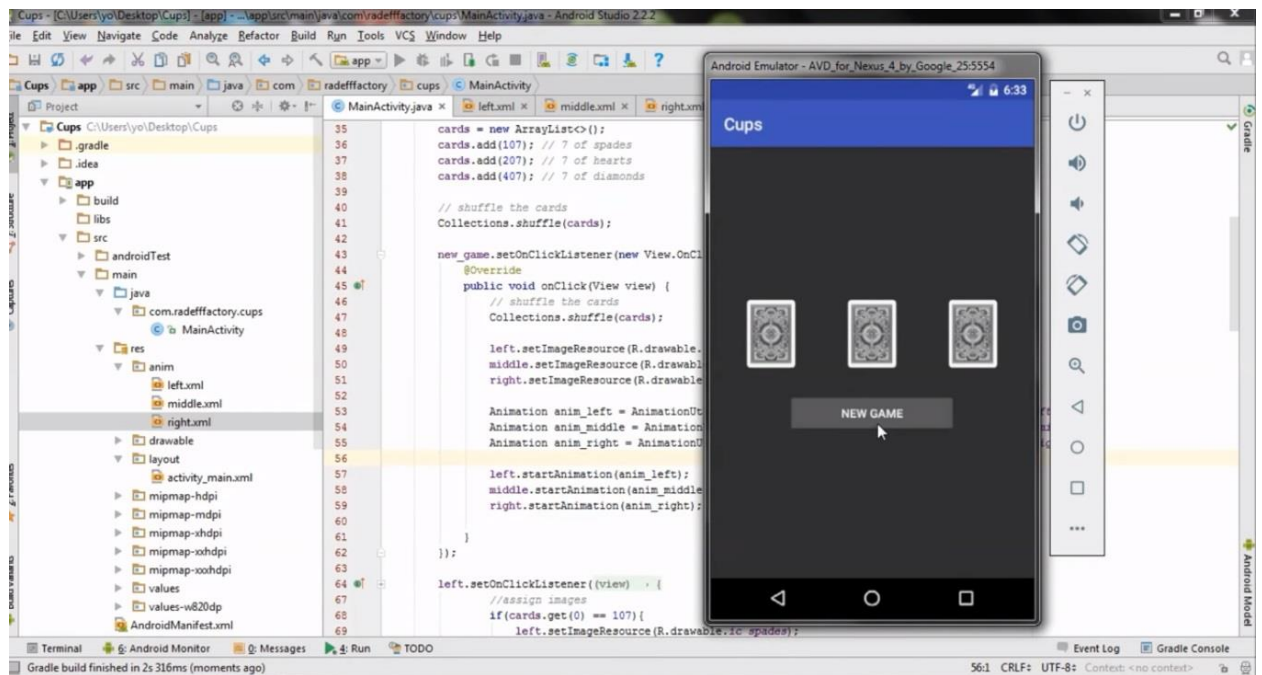 Cups - [C:\Users\yo\Desktop\Cups] - [app] - ...\app\src\main\java\com\radefffactory\cups\MainActivity.java - Android Studio 2.2.2
ile Edit View Navigate Code Analyze Refactor Build Run Tools VCS Window Help
app
Cups app src main java com radefffactory cups MainActivity
Project
MainActivity.java × left.xml × middle.xml × right.xml
Cups C:\Users\yo\Desktop\Cups
.gradle
.idea
app
build
libs
src
androidTest
main
java
com.radefffactory.cups
MainActivity
res
anim
left.xml
middle.xml
right.xml
drawable
layout
activity_main.xml
mipmap-hdpi
mipmap-mdpi
mipmap-xhdpi
mipmap-xxhdpi
mipmap-xxxhdpi
values
values-w820dp
AndroidManifest.xml
35 cards = new ArrayList<>();
36 cards.add(107); // 7 of spades
37 cards.add(207); // 7 of hearts
38 cards.add(407); // 7 of diamonds
39
40 // shuffle the cards
41 Collections.shuffle(cards);
42
43 new_game.setOnClickListener(new View.OnCl
44 @Override
45 public void onClick(View view) {
46 // shuffle the cards
47 Collections.shuffle(cards);
48
49 left.setImageResource(R.drawable.
50 middle.setImageResource(R.drawabl
51 right.setImageResource(R.drawable
52
53 Animation anim_left = AnimationUt
54 Animation anim_middle = Animation
55 Animation anim_right = AnimationU
56
57 left.startAnimation(anim_left);
58 middle.startAnimation(anim_middle
59 right.startAnimation(anim_right);
60
61 }
62 });
63
64 left.setOnClickListener((view) → {
67 //assign images
68 if(cards.get(0) == 107){
69 left.setImageResource(R.drawable.ic_spades);
Android Emulator - AVD_for_Nexus_4_by_Google_25:5554
6:33
Cups
NEW GAME
Gradle
Android Model
Project
Captures
Terminal 6: Android Monitor 0: Messages 4: Run TODO Event Log Gradle Console
Gradle build finished in 2s 316ms (moments ago) 56:1 CRLF: UTF-8: Context: <no context>